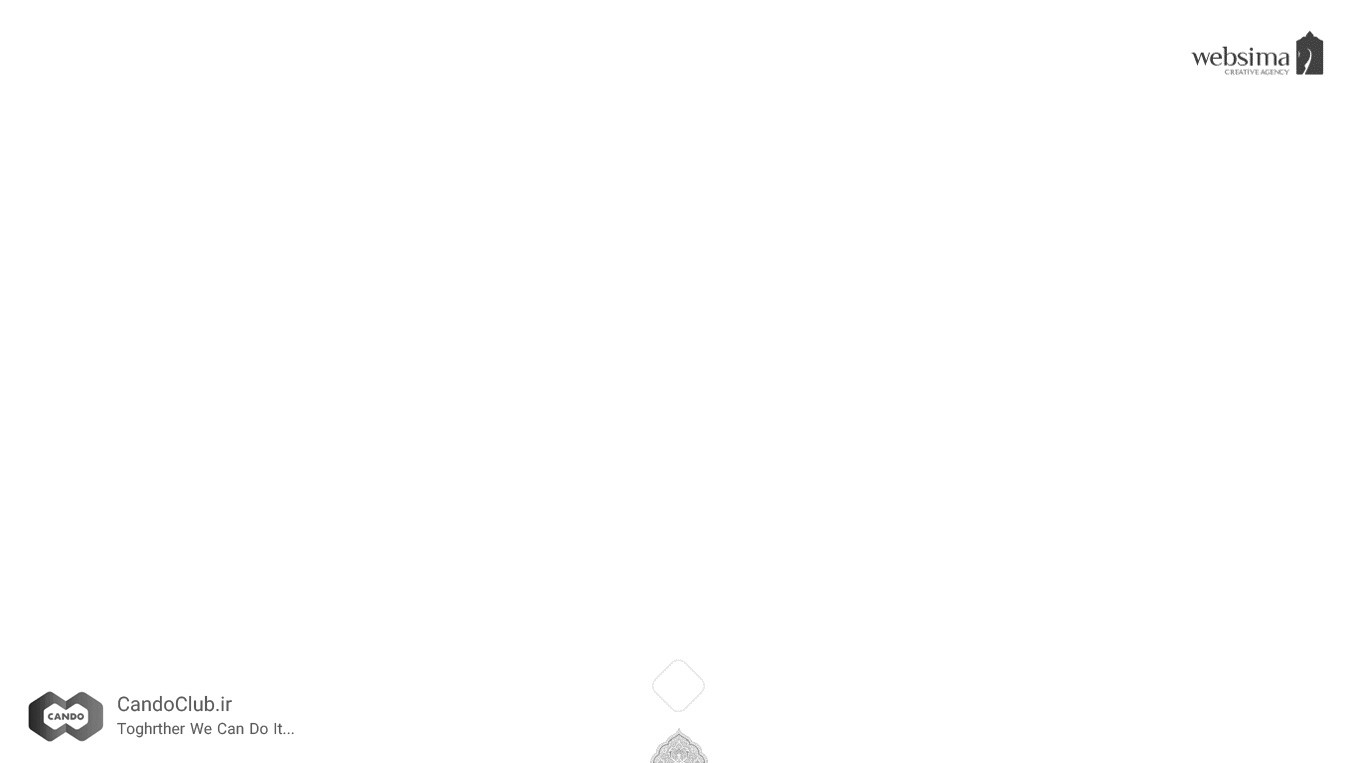 websima
CREATIVE AGENCY
CANDO
CandoClub.ir
Toghrther We Can Do It...